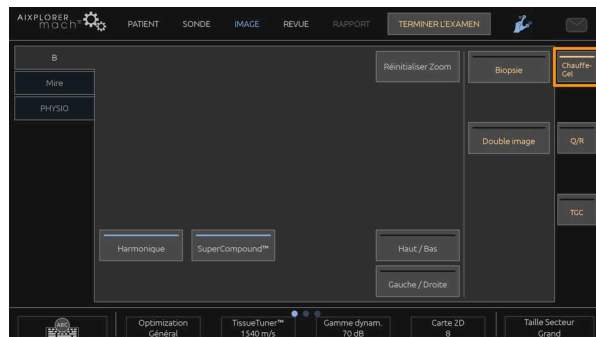 AIXPLORER
mach
PATIENT
SONDE
IMAGE
REVUE
RAPPORT
TERMINER L'EXAMEN
B
Mire
PHYSIO
Réinitialiser Zoom
Biopsie
Chauffe-
Gel
Double image
Q/R
TGC
Harmonique
SuperCompound™
Haut / Bas
Gauche / Droite
ABC
Optimization
Général
TissueTuner™
1540 m/s
Gamme dynam.
70 dB
Carte 2D
8
Taille Secteur
Grand